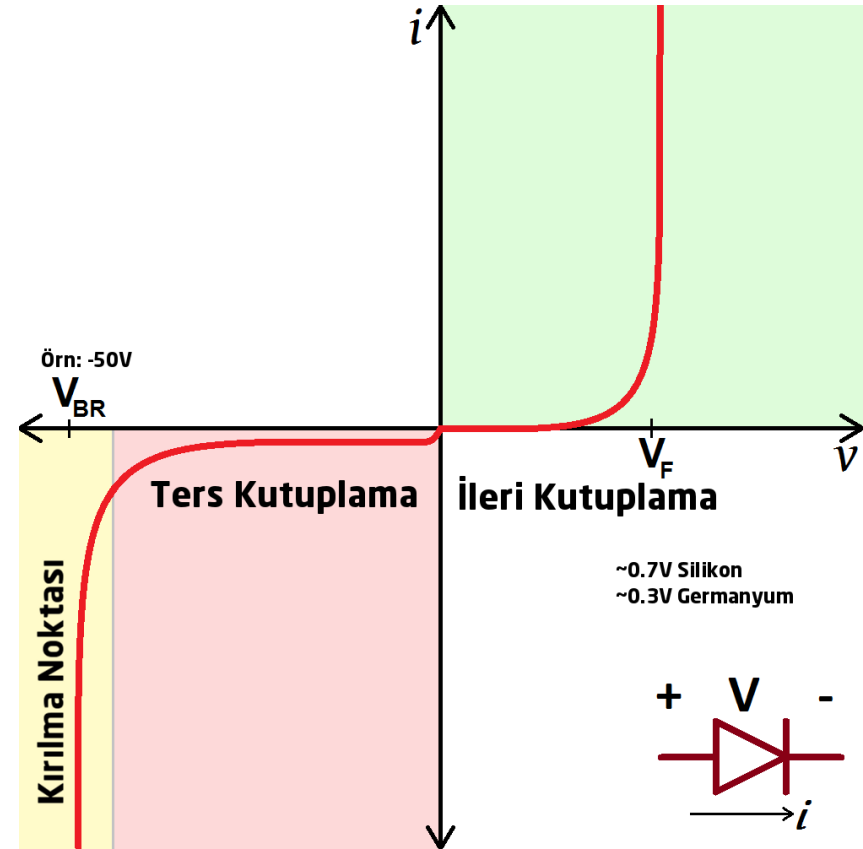 i
Örn: -50V
VBR
VF
v
Ters Kutuplama
İleri Kutuplama
Kırılma Noktası
~0.7V Silikon
~0.3V Germanyum
+ V -
i